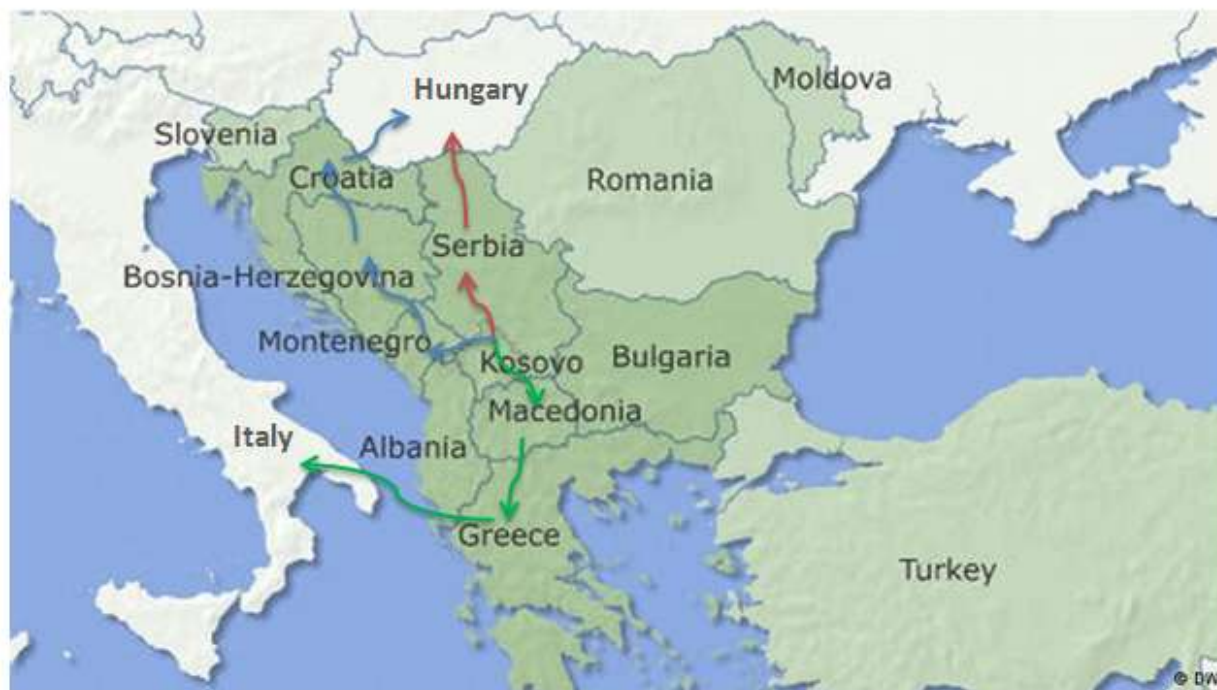 Hungary
Moldova
Slovenia
Croatia
Romania
Serbia
Bosnia-Herzegovina
Montenegro
Kosovo
Bulgaria
Macedonia
Italy
Albania
Greece
Turkey
© DW